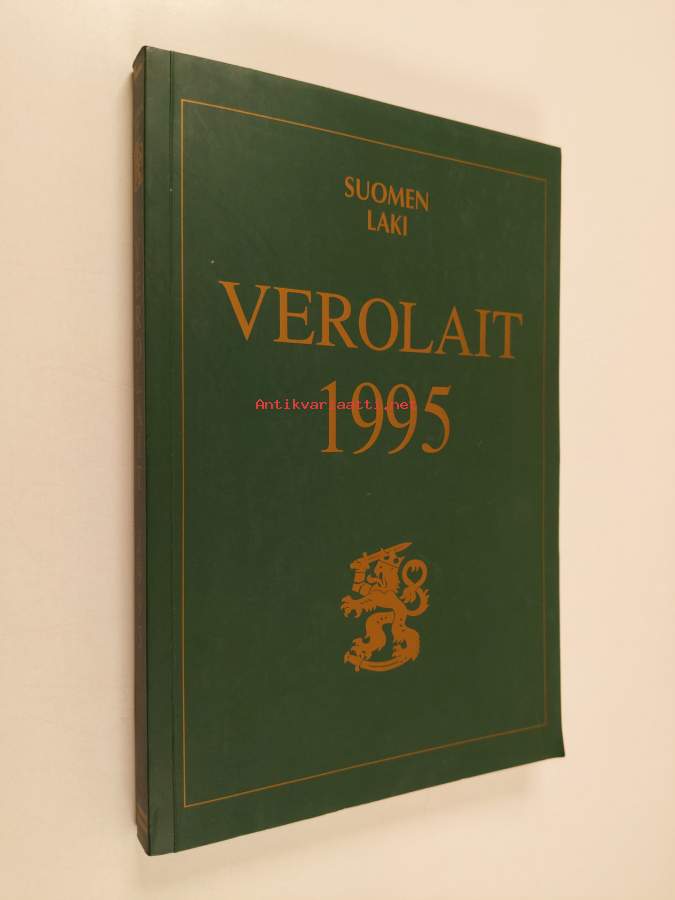 SUOMEN
LAKI
VEROLAIT
Antikvariaatti.net
1995